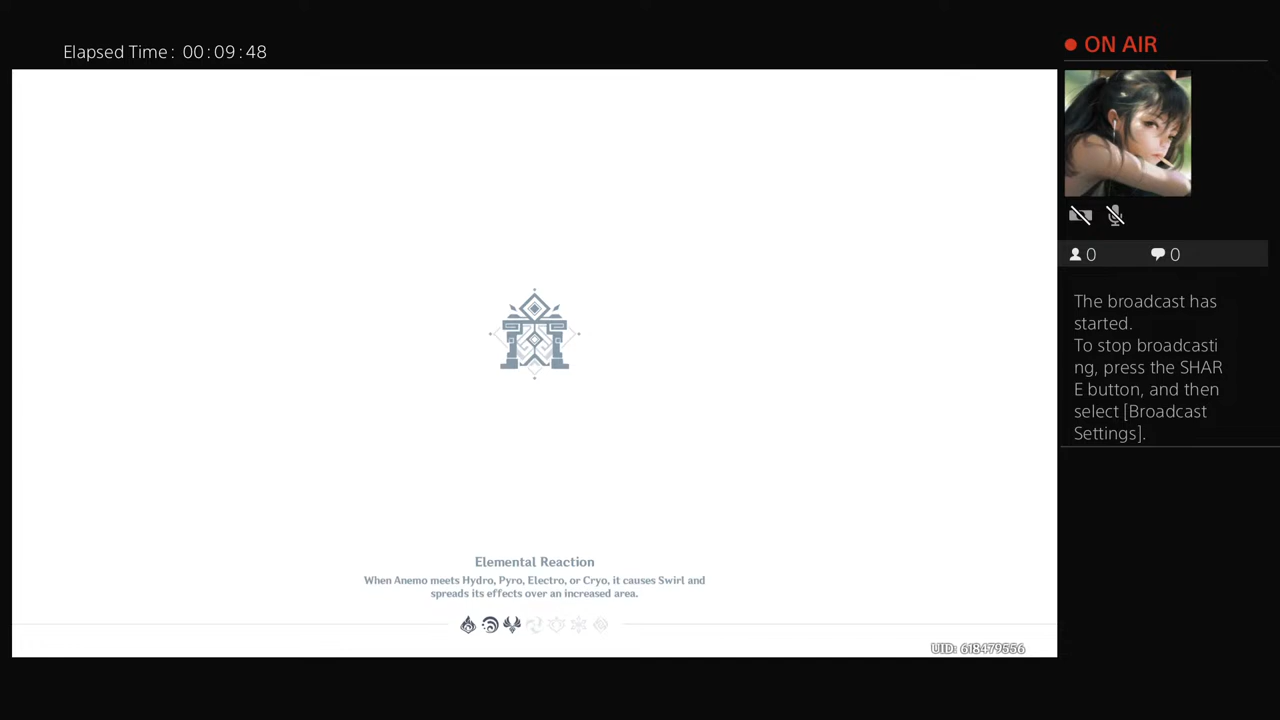 Elapsed Time: 00:09:48
ON AIR
0
0
The broadcast has
started.
To stop broadcasti
ng, press the SHAR
E button, and then
select [Broadcast
Settings].
Elemental Reaction
When Anemo meets Hydro, Pyro, Electro, or Cryo, it causes Swirl and
spreads its effects over an increased area.
UID: 618479556